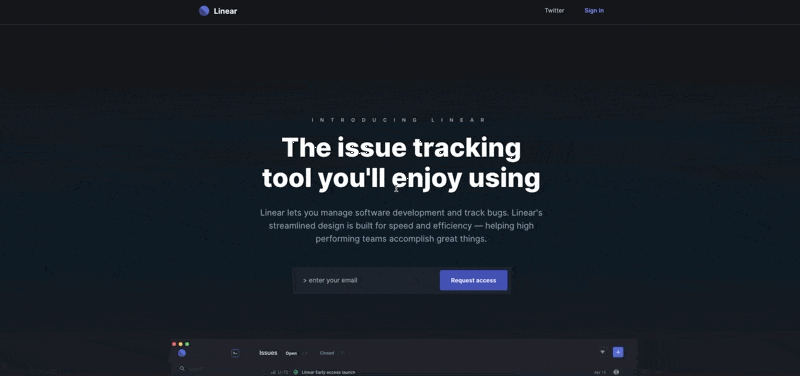 Linear
Twitter
Sign in
INTRODUCING LINEAR
The issue tracking
tool you'll enjoy using
Linear lets you manage software development and track bugs. Linear's
streamlined design is built for speed and efficiency — helping high
performing teams accomplish great things.
> enter your email
Request access
Issues
Open
Closed
Linear Early access launch